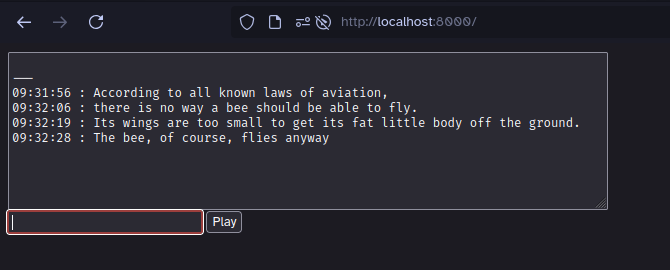 http://localhost:8000/
___
09:31:56 : According to all known laws of aviation,
09:32:06 : there is no way a bee should be able to fly.
09:32:19 : Its wings are too small to get its fat little body off the ground.
09:32:28 : The bee, of course, flies anyway
Play